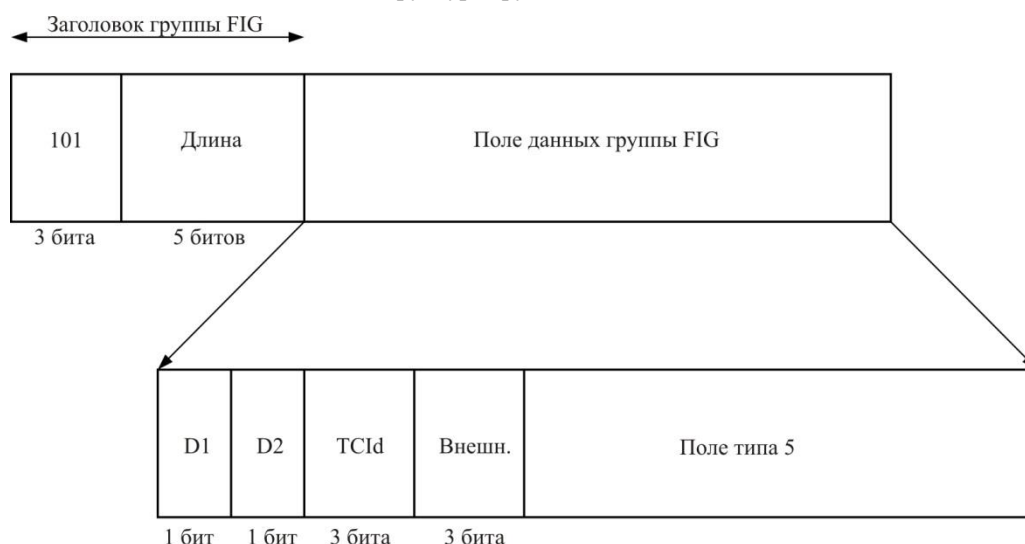 Заголовок группы FIG
101
Длина
Поле данных группы FIG
3 бита
5 битов
D1
D2
TCId
Внешн.
Поле типа 5
1 бит
1 бит
3 бита
3 бита